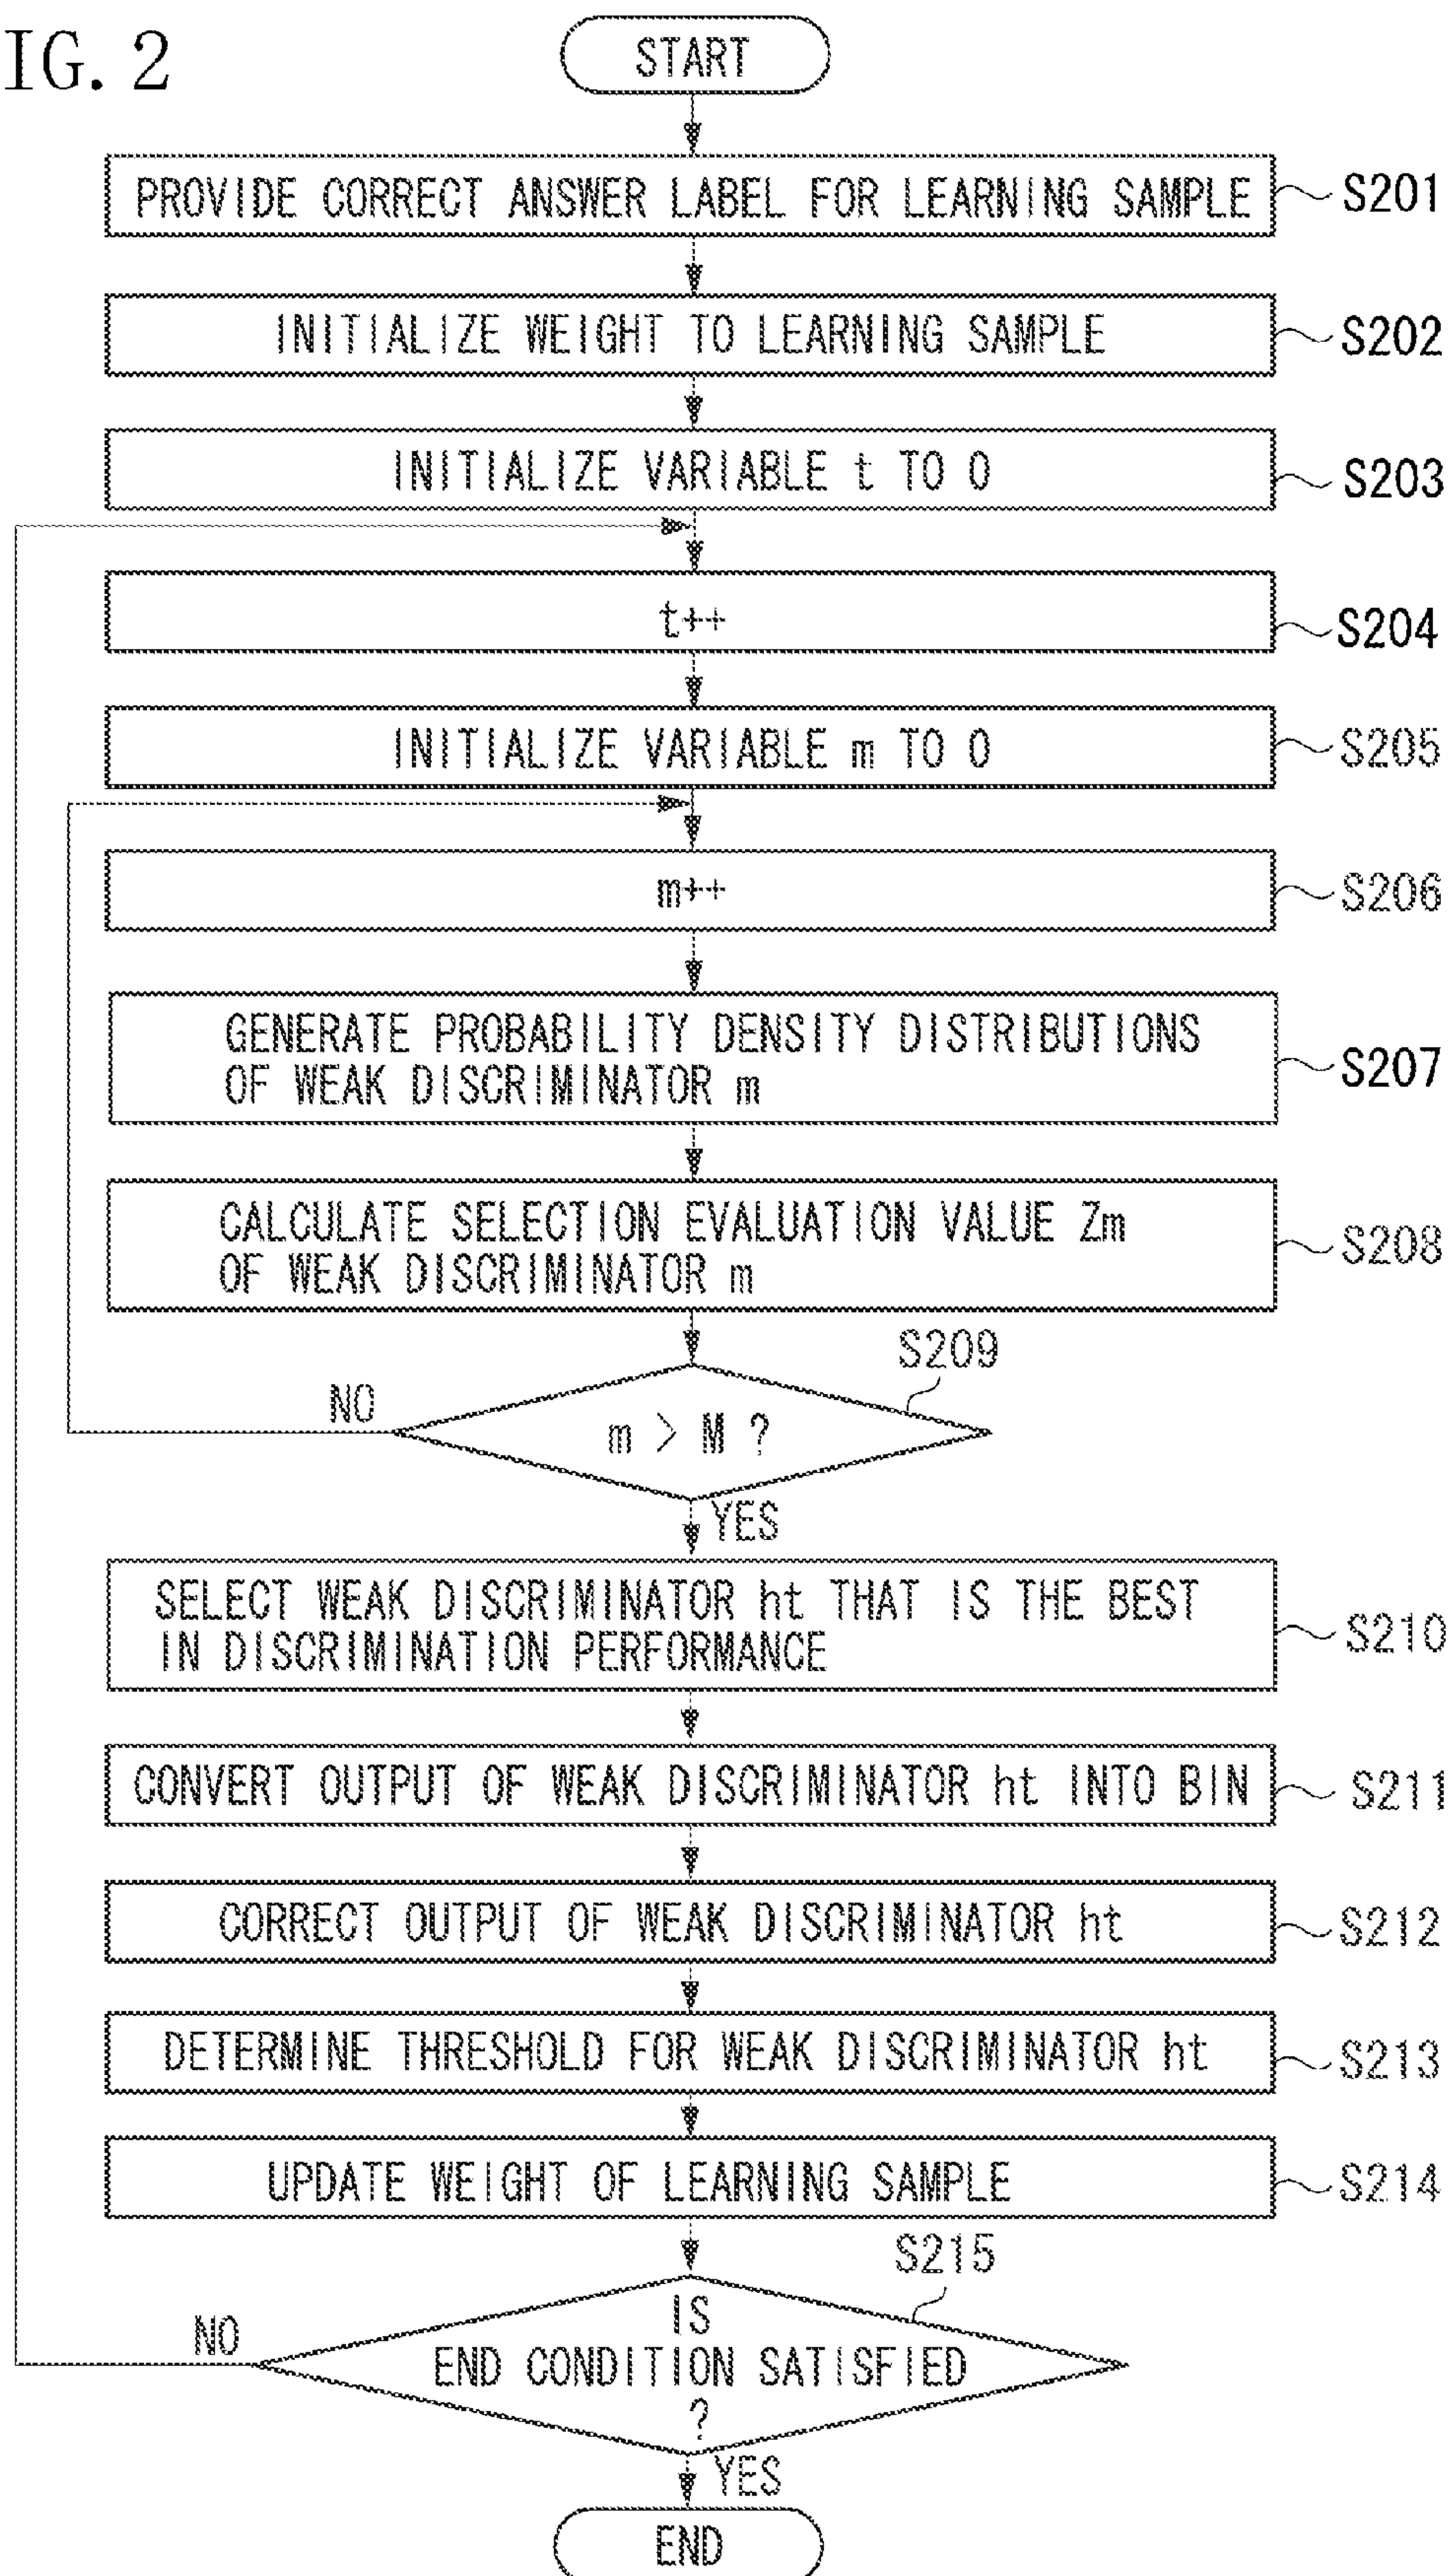 IG. 2
START
PROVIDE CORRECT ANSWER LABEL FOR LEARNING SAMPLE
S201
INITIALIZE WEIGHT TO LEARNING SAMPLE
S202
INITIALIZE VARIABLE t TO 0
S203
t++
S204
INITIALIZE VARIABLE m TO 0
S205
m++
S206
GENERATE PROBABILITY DENSITY DISTRIBUTIONS
OF WEAK DISCRIMINATOR m
S207
CALCULATE SELECTION EVALUATION VALUE Zm
OF WEAK DISCRIMINATOR m
S208
S209
NO
m > M ?
YES
SELECT WEAK DISCRIMINATOR ht THAT IS THE BEST
IN DISCRIMINATION PERFORMANCE
S210
CONVERT OUTPUT OF WEAK DISCRIMINATOR ht INTO BIN
S211
CORRECT OUTPUT OF WEAK DISCRIMINATOR ht
S212
DETERMINE THRESHOLD FOR WEAK DISCRIMINATOR ht
S213
UPDATE WEIGHT OF LEARNING SAMPLE
S214
S215
NO
IS
END CONDITION SATISFIED
?
YES
END